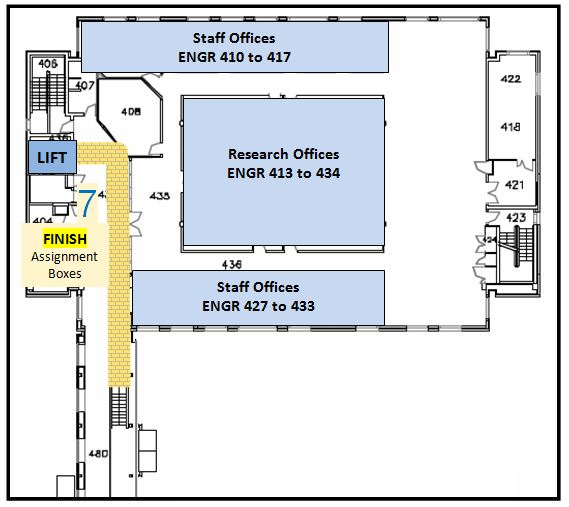 Staff Offices
ENGR 410 to 417
406
407
408
422
418
LIFT
Research Offices
ENGR 413 to 434
421
7
435
404
423
424
FINISH
Assignment
Boxes
436
Staff Offices
ENGR 427 to 433
480